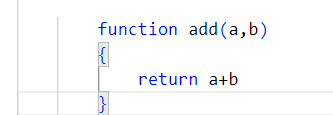 function add(a,b)
{
    return a+b
}